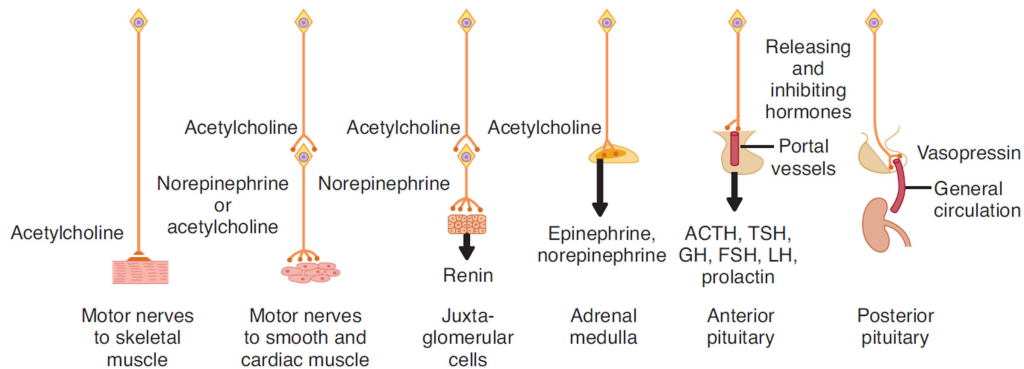 Acetylcholine
Motor nerves
to skeletal
muscle
Acetylcholine
Norepinephrine
or
acetylcholine
Motor nerves
to smooth and
cardiac muscle
Acetylcholine
Norepinephrine
Renin
Juxta-
glomerular
cells
Acetylcholine
Epinephrine,
norepinephrine
Adrenal
medulla
Releasing
and
inhibiting
hormones
Portal
vessels
ACTH, TSH,
GH, FSH, LH,
prolactin
Anterior
pituitary
Vasopressin
General
circulation
Posterior
pituitary